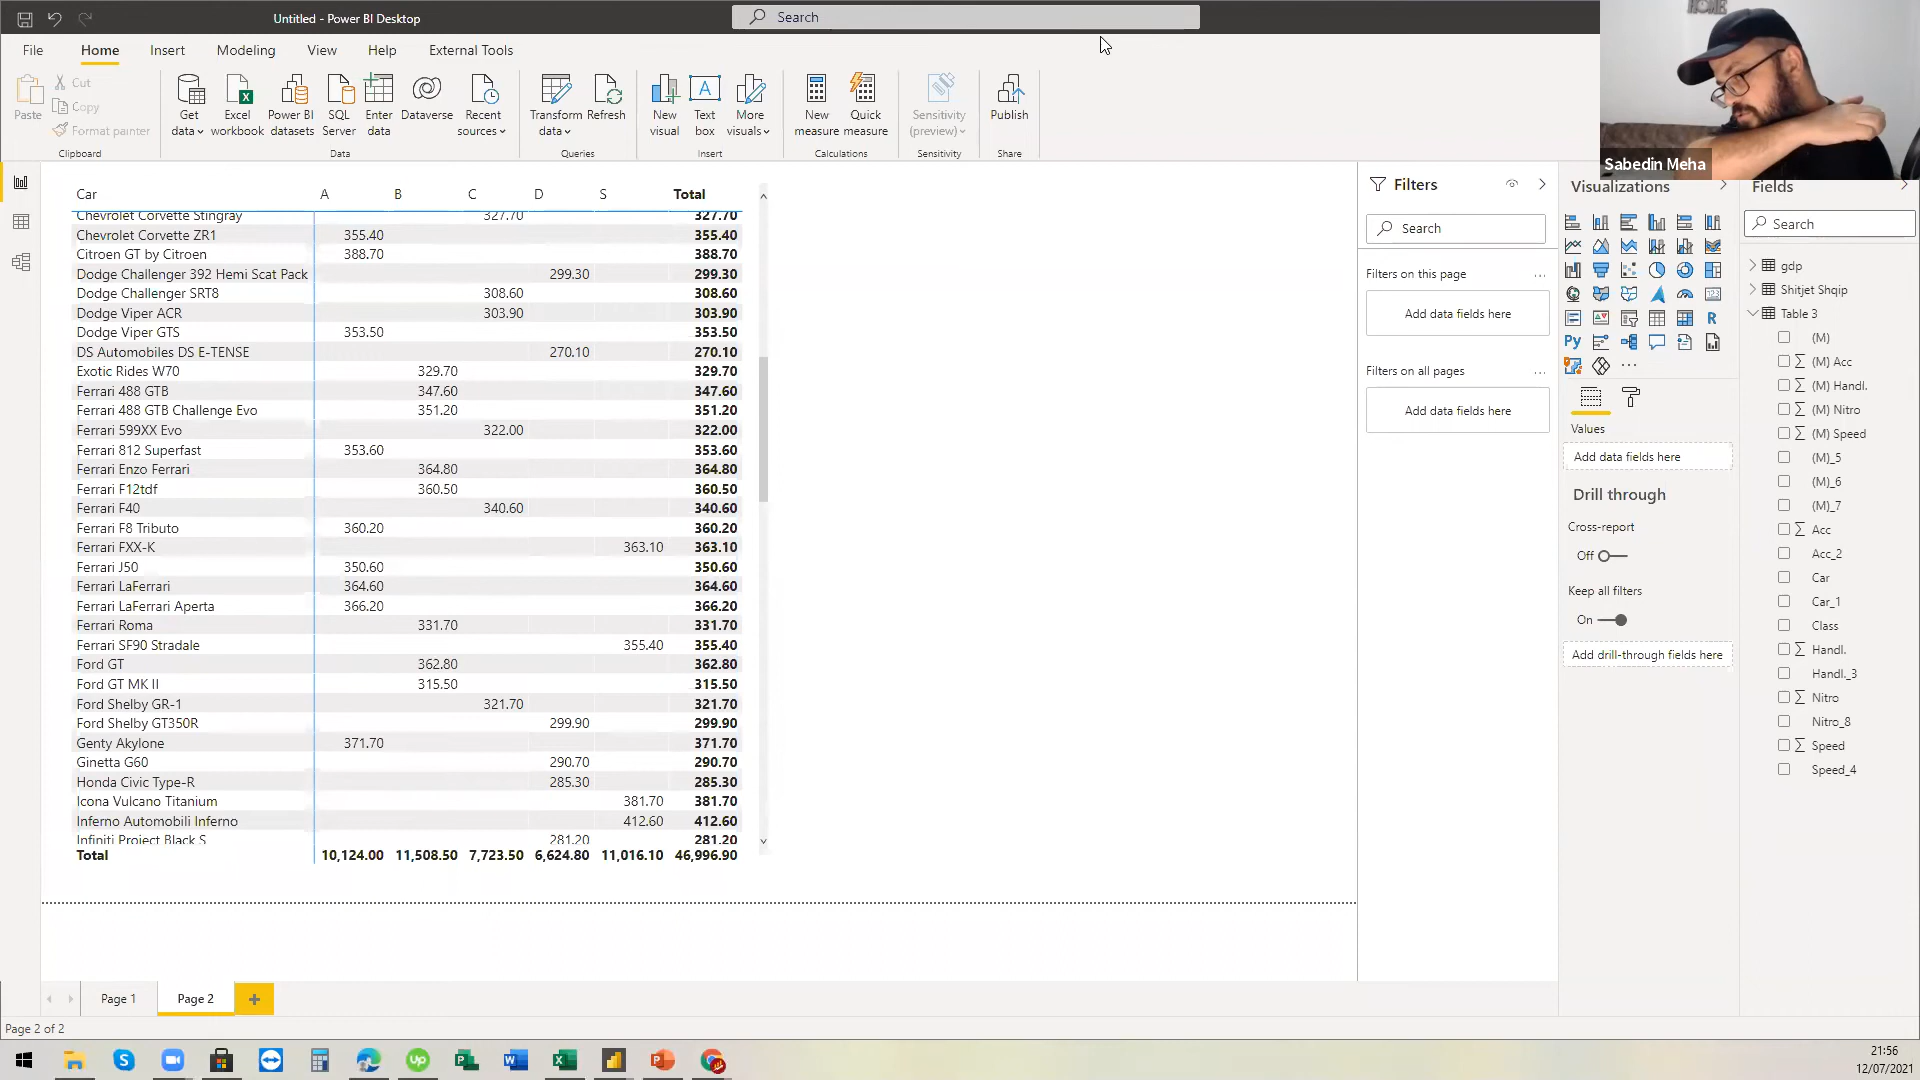 Untitled - Power BI Desktop
Search
File Home Insert Modeling View Help External Tools
Paste
Cut
Copy
Format painter
Clipboard
Get data
Excel workbook
Power BI datasets
SQL Server
Enter data
Dataverse
Recent sources
Data
Transform data
Refresh
Queries
New visual
Text box
More visuals
Insert
New measure
Quick measure
Calculations
Sensitivity (preview)
Sensitivity
Publish
Share
HOME
Sabedin Meha
Car A B C D S Total
Chevrolet Corvette Stingray 327.70 327.70
Chevrolet Corvette ZR1 355.40 355.40
Citroen GT by Citroen 388.70 388.70
Dodge Challenger 392 Hemi Scat Pack 299.30 299.30
Dodge Challenger SRT8 308.60 308.60
Dodge Viper ACR 303.90 303.90
Dodge Viper GTS 353.50 353.50
DS Automobiles DS E-TENSE 270.10 270.10
Exotic Rides W70 329.70 329.70
Ferrari 488 GTB 347.60 347.60
Ferrari 488 GTB Challenge Evo 351.20 351.20
Ferrari 599XX Evo 322.00 322.00
Ferrari 812 Superfast 353.60 353.60
Ferrari Enzo Ferrari 364.80 364.80
Ferrari F12tdf 360.50 360.50
Ferrari F40 340.60 340.60
Ferrari F8 Tributo 360.20 360.20
Ferrari FXX-K 363.10 363.10
Ferrari J50 350.60 350.60
Ferrari LaFerrari 364.60 364.60
Ferrari LaFerrari Aperta 366.20 366.20
Ferrari Roma 331.70 331.70
Ferrari SF90 Stradale 355.40 355.40
Ford GT 362.80 362.80
Ford GT MK II 315.50 315.50
Ford Shelby GR-1 321.70 321.70
Ford Shelby GT350R 299.90 299.90
Genty Akylone 371.70 371.70
Ginetta G60 290.70 290.70
Honda Civic Type-R 285.30 285.30
Icona Vulcano Titanium 381.70 381.70
Inferno Automobili Inferno 412.60 412.60
Infiniti Project Black S 281.20 281.20
Total 10,124.00 11,508.50 7,723.50 6,624.80 11,016.10 46,996.90
Filters
Search
Filters on this page ...
Add data fields here
Filters on all pages ...
Add data fields here
Visualizations
R
Py
...
Values
Add data fields here
Drill through
Cross-report
Off
Keep all filters
On
Add drill-through fields here
Fields
Search
gdp
Shitjet Shqip
Table 3
(M)
∑ (M) Acc
∑ (M) Handl.
∑ (M) Nitro
∑ (M) Speed
(M)_5
(M)_6
(M)_7
∑ Acc
Acc_2
Car
Car_1
Class
∑ Handl.
Handl._3
∑ Nitro
Nitro_8
∑ Speed
Speed_4
Page 1 Page 2 +
Page 2 of 2
21:56
12/07/2021